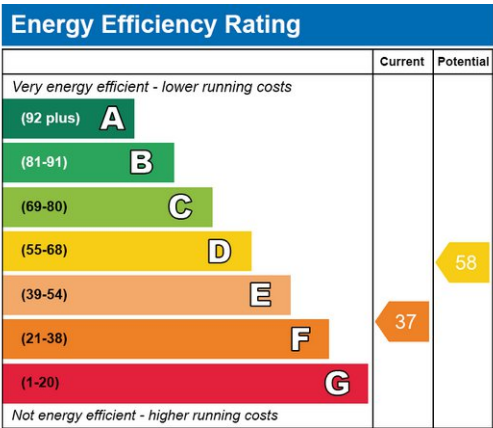 Energy Efficiency Rating
Current Potential
Very energy efficient - lower running costs
(92 plus) A
(81-91) B
(69-80) C
(55-68) D
58
(39-54) E
(21-38) F
37
(1-20) G
Not energy efficient - higher running costs